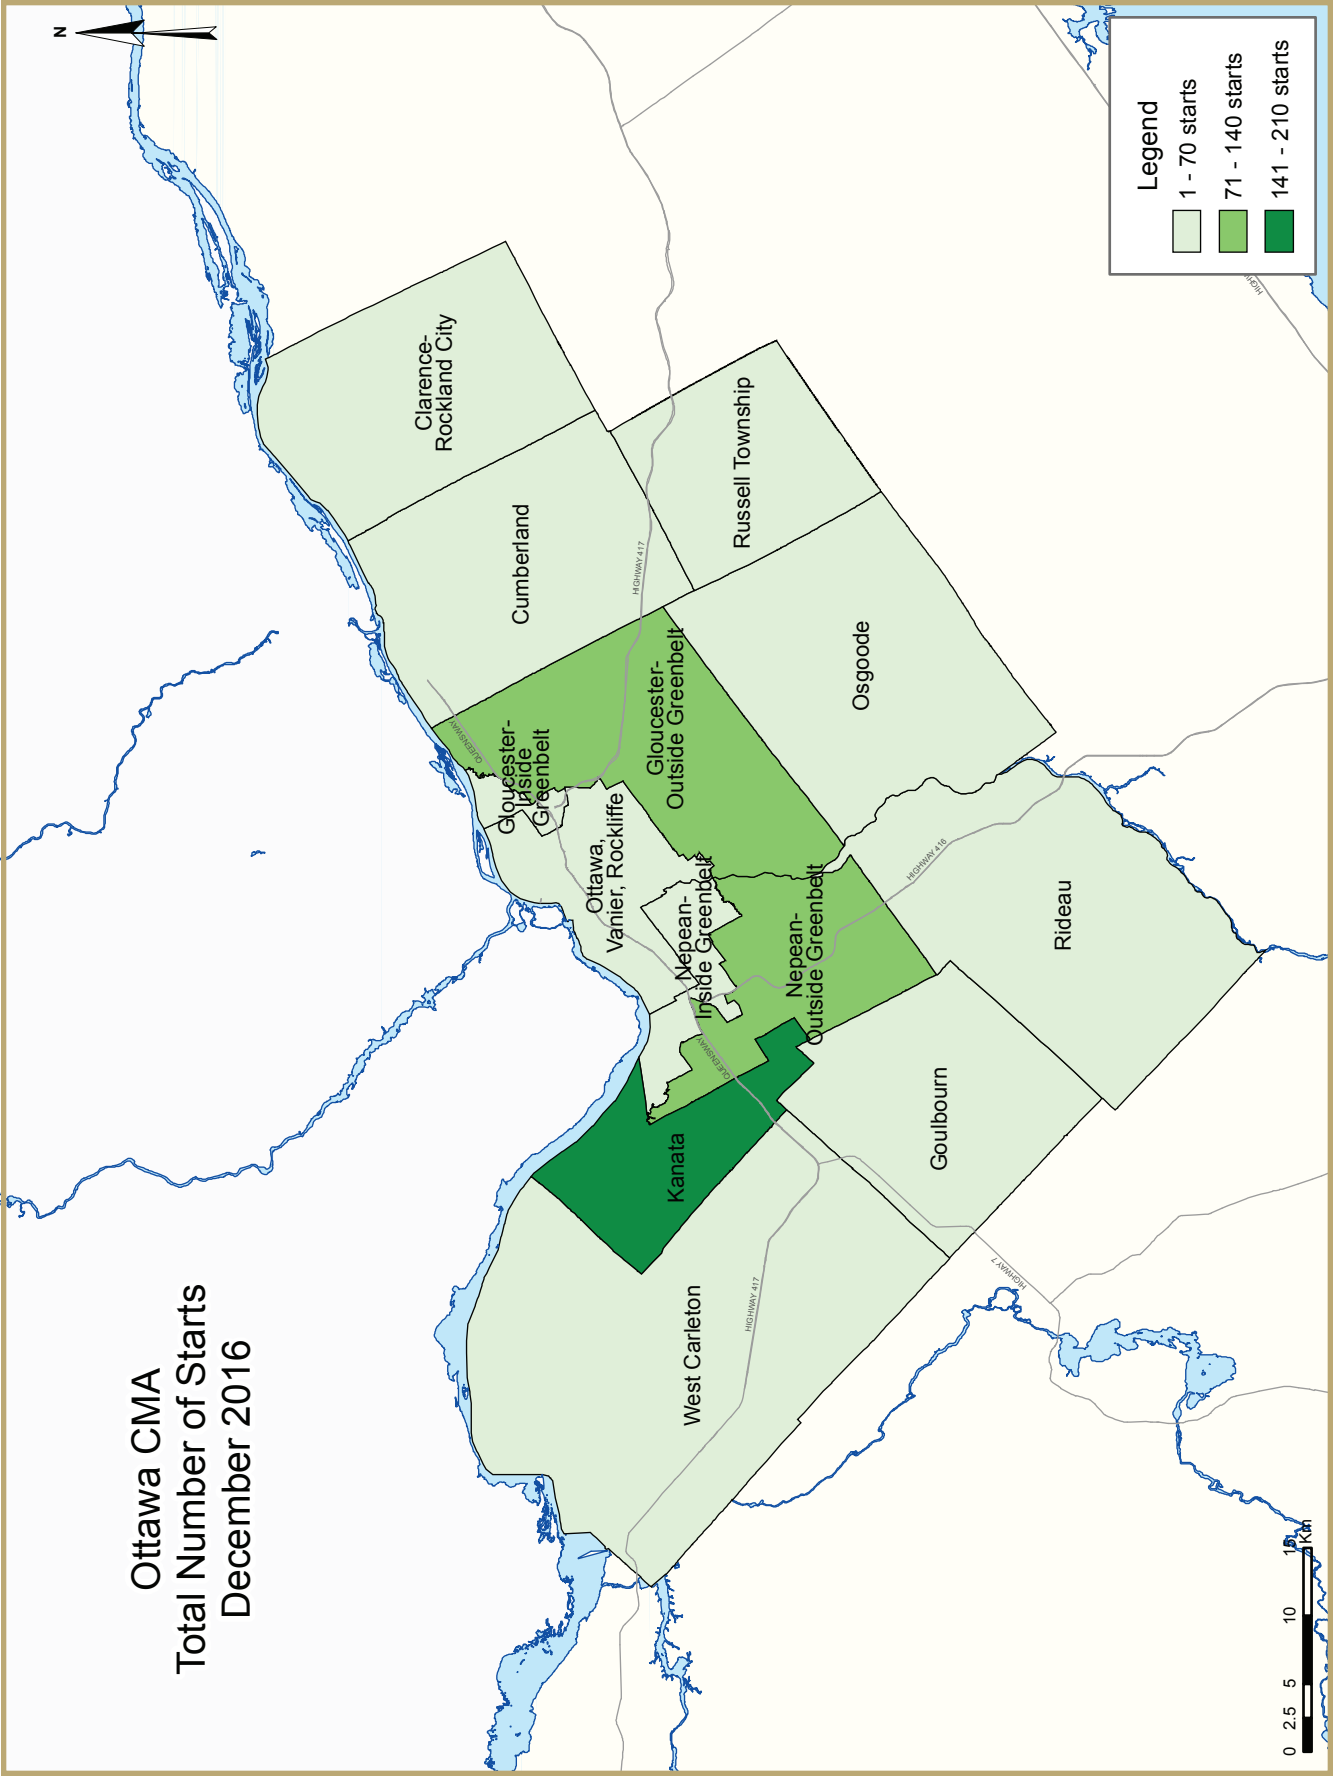 Ottawa CMA
Total Number of Starts
December 2016
N
Clarence-
Rockland City
Cumberland
Russell Township
HIGHWAY 417
QUEENSWAY
Gloucester-
Inside
Greenbelt
Gloucester-
Outside Greenbelt
Osgoode
Ottawa,
Vanier, Rockliffe
Nepean-
Inside Greenbelt
Nepean-
Outside Greenbelt
QUEENSWAY
HIGHWAY 416
Rideau
Kanata
Goulbourn
West Carleton
HIGHWAY 417
HIGHWAY 7
Legend
1 - 70 starts
71 - 140 starts
141 - 210 starts
0 2.5 5 10 15
Km